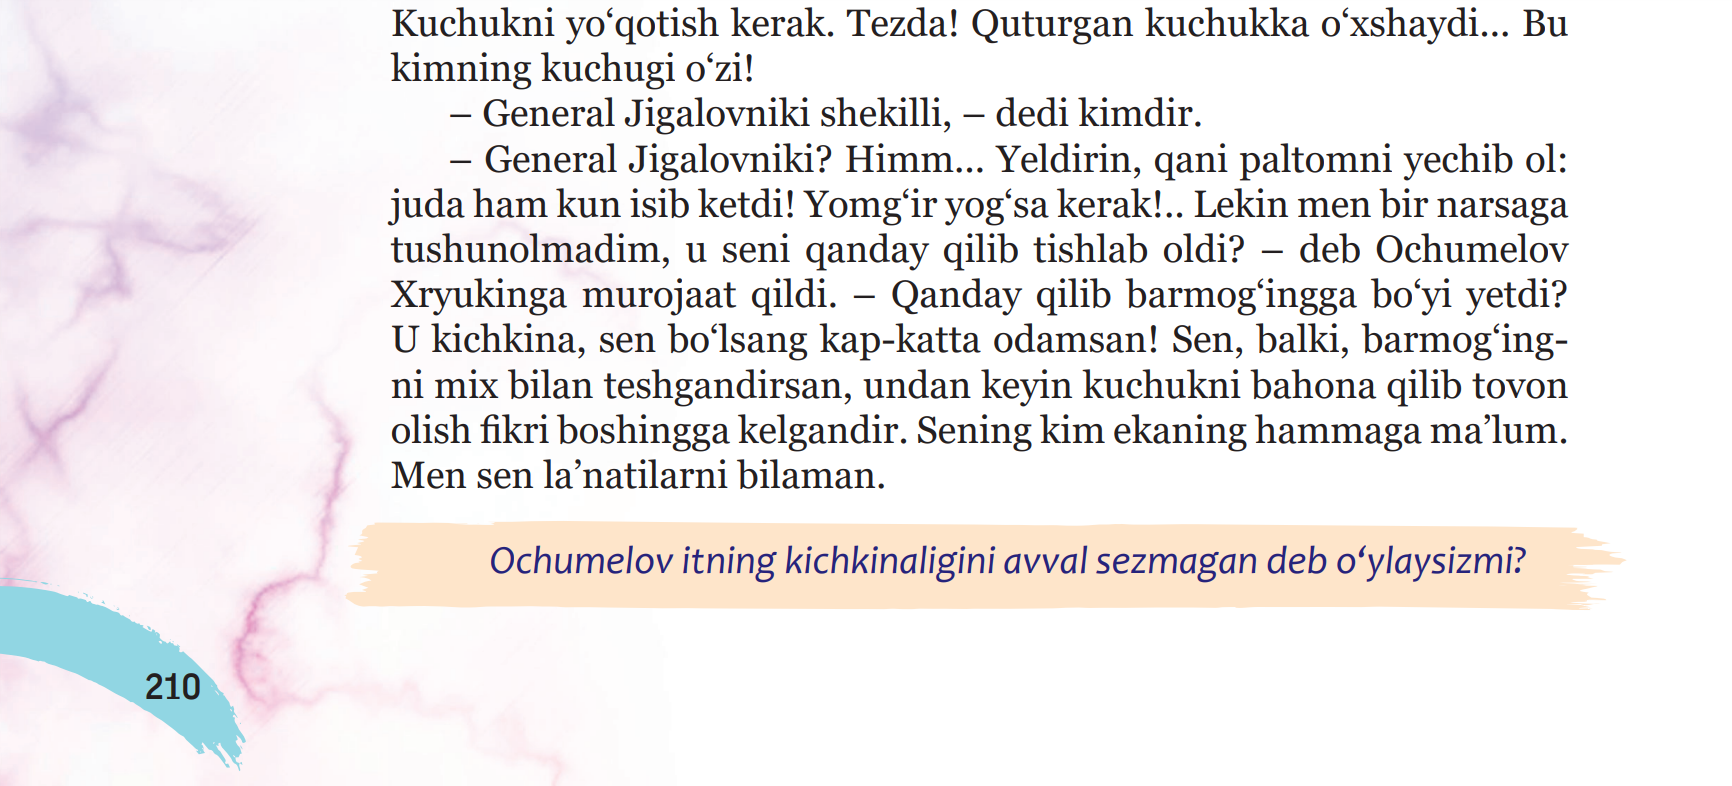 Kuchukni yo‘qotish kerak. Tezda! Quturgan kuchukka o‘xshaydi... Bu
kimning kuchugi o‘zi!
– General Jigalovniki shekilli, – dedi kimdir.
– General Jigalovniki? Himm... Yeldirin, qani paltomni yechib ol:
juda ham kun isib ketdi! Yomg‘ir yog‘sa kerak!.. Lekin men bir narsaga
tushunolmadim, u seni qanday qilib tishlab oldi? – deb Ochumelov
Xryukinga murojaat qildi. – Qanday qilib barmog‘ingga bo‘yi yetdi?
U kichkina, sen bo‘lsang kap-katta odamsan! Sen, balki, barmog‘ing-
ni mix bilan teshgandirsan, undan keyin kuchukni bahona qilib tovon
olish fikri boshingga kelgandir. Sening kim ekaning hammaga ma’lum.
Men sen la’natilarni bilaman.
Ochumelov itning kichkinaligini avval sezmagan deb o‘ylaysizmi?
210